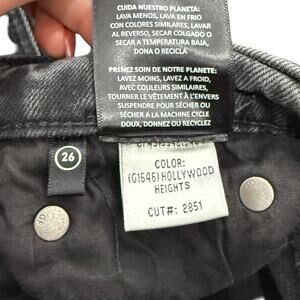 CUIDA NUESTRO PLANETA:
LAVA MENOS, LAVA EN FRÍO
CON COLORES SIMILARES, LAVAR
AL REVERSO, SECAR COLGADO O
SECAR A TEMPERATURA BAJA,
DONA O RECICLA
PRENEZ SOIN DE NOTRE PLANETE:
LAVEZ MOINS, LAVEZ A FROID,
AVEC COULEURS SIMILAIRES,
TOURNER LE VÊTEMENT À L'ENVERS
SUSPENDRE POUR SÉCHER OU
SÉCHER A LA MACHINE CYCLE
DOUX, DONNEZ OU RECYCLEZ
26
COLOR:
(G1646)HOLLYWOOD
HEIGHTS
CUT#: 2851